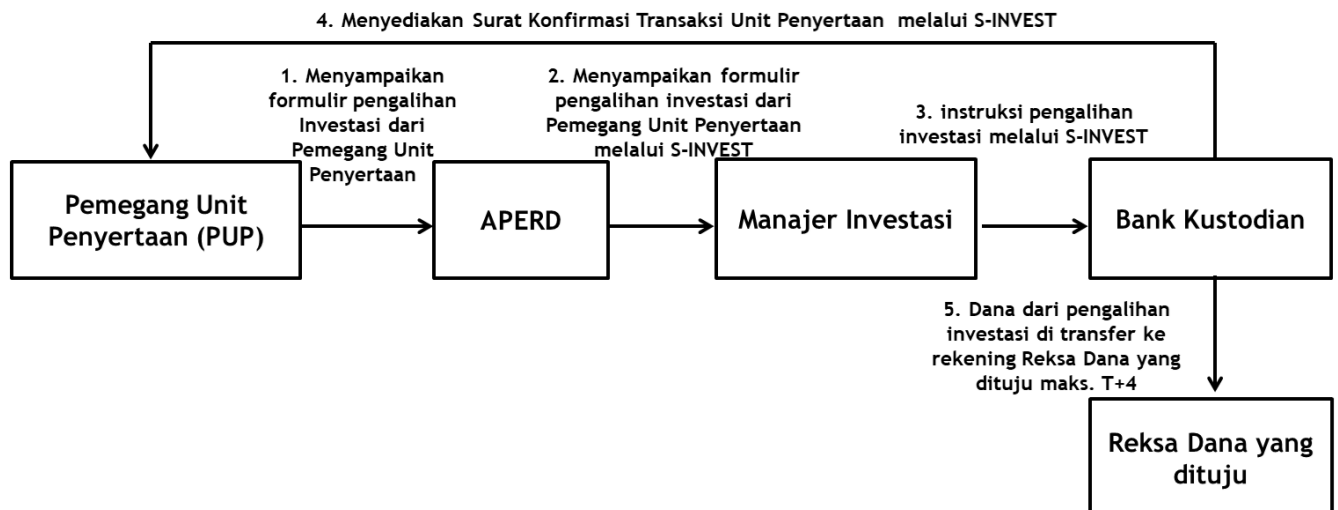 4. Menyediakan Surat Konfirmasi Transaksi Unit Penyertaan melalui S-INVEST
1. Menyampaikan
formulir pengalihan
Investasi dari
Pemegang Unit
Penyertaan
2. Menyampaikan formulir
pengalihan investasi dari
Pemegang Unit Penyertaan
melalui S-INVEST
3. instruksi pengalihan
investasi melalui S-INVEST
Pemegang Unit
Penyertaan (PUP)
APERD
Manajer Investasi
Bank Kustodian
5. Dana dari pengalihan
investasi di transfer ke
rekening Reksa Dana yang
dituju maks. T+4
Reksa Dana yang
dituju